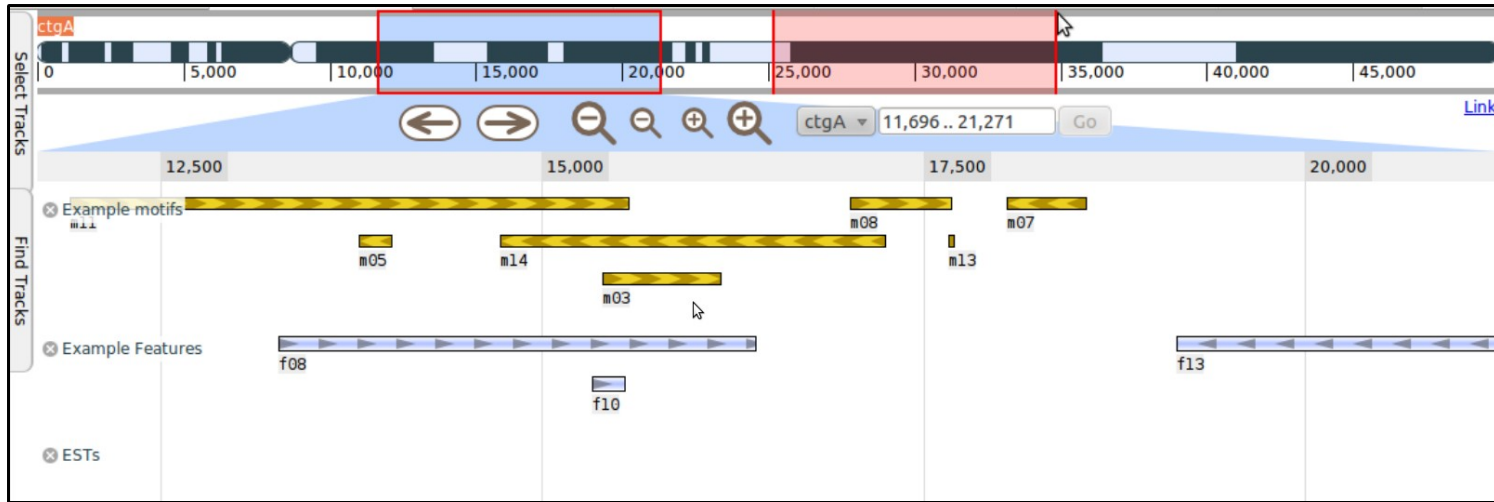 ctgA
0 5,000 10,000 15,000 20,000 25,000 30,000 35,000 40,000 45,000
Select Tracks
Find Tracks
Link
ctgA 11,696 .. 21,271 Go
12,500 15,000 17,500 20,000
Example motifs
m11 m08 m07
m05 m14 m13
m03
Example Features
f08 f13
f10
ESTs